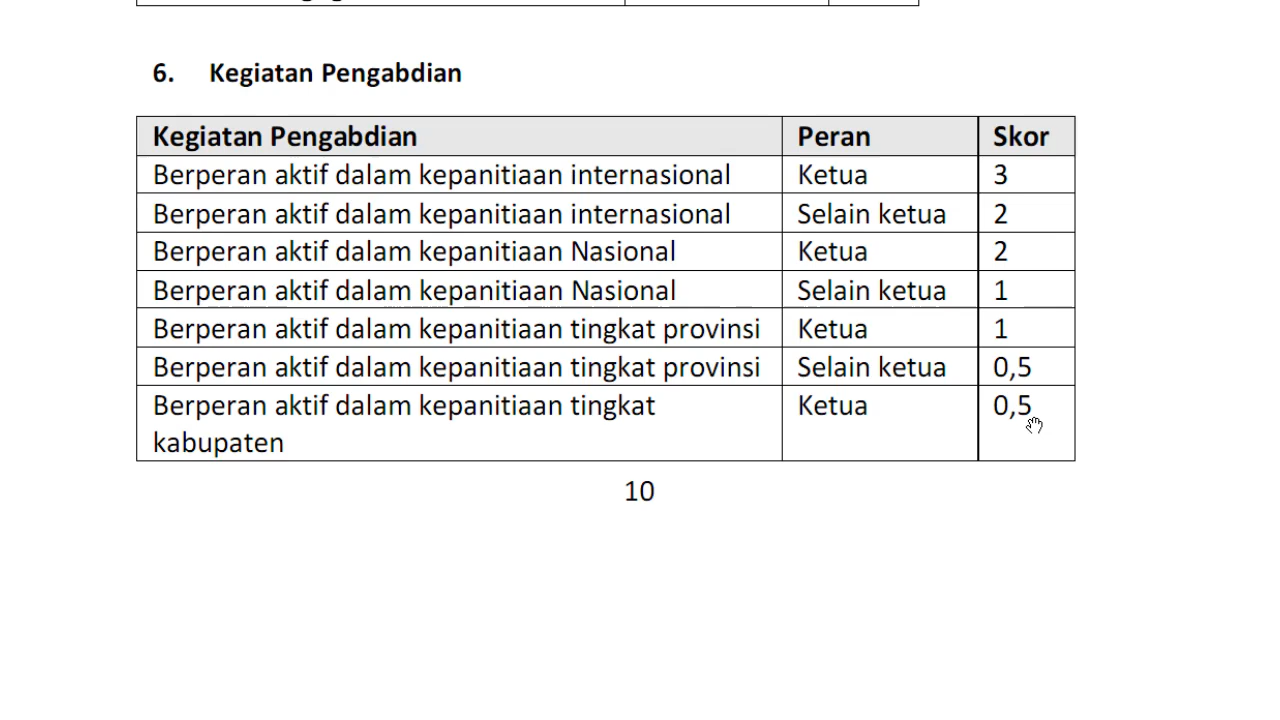 6. Kegiatan Pengabdian
Kegiatan Pengabdian Peran Skor
Berperan aktif dalam kepanitiaan internasional Ketua 3
Berperan aktif dalam kepanitiaan internasional Selain ketua 2
Berperan aktif dalam kepanitiaan Nasional Ketua 2
Berperan aktif dalam kepanitiaan Nasional Selain ketua 1
Berperan aktif dalam kepanitiaan tingkat provinsi Ketua 1
Berperan aktif dalam kepanitiaan tingkat provinsi Selain ketua 0,5
Berperan aktif dalam kepanitiaan tingkat Ketua 0,5
kabupaten
10